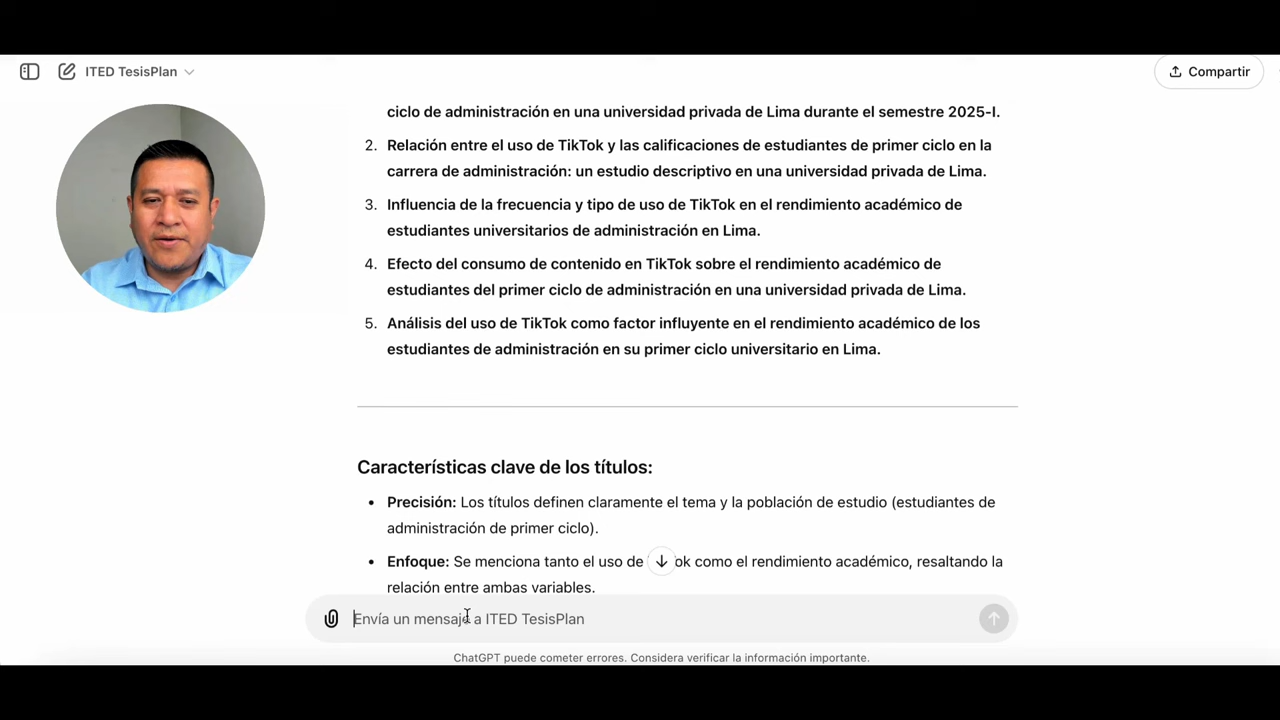 ITED TesisPlan
Compartir
ciclo de administración en una universidad privada de Lima durante el semestre 2025-I.
2. Relación entre el uso de TikTok y las calificaciones de estudiantes de primer ciclo en la
carrera de administración: un estudio descriptivo en una universidad privada de Lima.
3. Influencia de la frecuencia y tipo de uso de TikTok en el rendimiento académico de
estudiantes universitarios de administración en Lima.
4. Efecto del consumo de contenido en TikTok sobre el rendimiento académico de
estudiantes del primer ciclo de administración en una universidad privada de Lima.
5. Análisis del uso de TikTok como factor influyente en el rendimiento académico de los
estudiantes de administración en su primer ciclo universitario en Lima.
Características clave de los títulos:
• Precisión: Los títulos definen claramente el tema y la población de estudio (estudiantes de
administración de primer ciclo).
• Enfoque: Se menciona tanto el uso de ok como el rendimiento académico, resaltando la
relación entre ambas variables.
Envía un mensaje a ITED TesisPlan
ChatGPT puede cometer errores. Considera verificar la información importante.